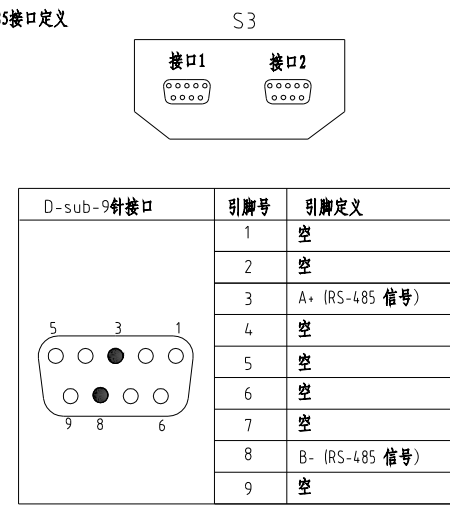 85接口定义
S3
接口1 接口2
D-sub-9针接口 引脚号 引脚定义
1 空
2 空
3 A+ (RS-485 信号)
4 空
5 空
6 空
7 空
8 B- (RS-485 信号)
9 空
5 3 1
9 8 6